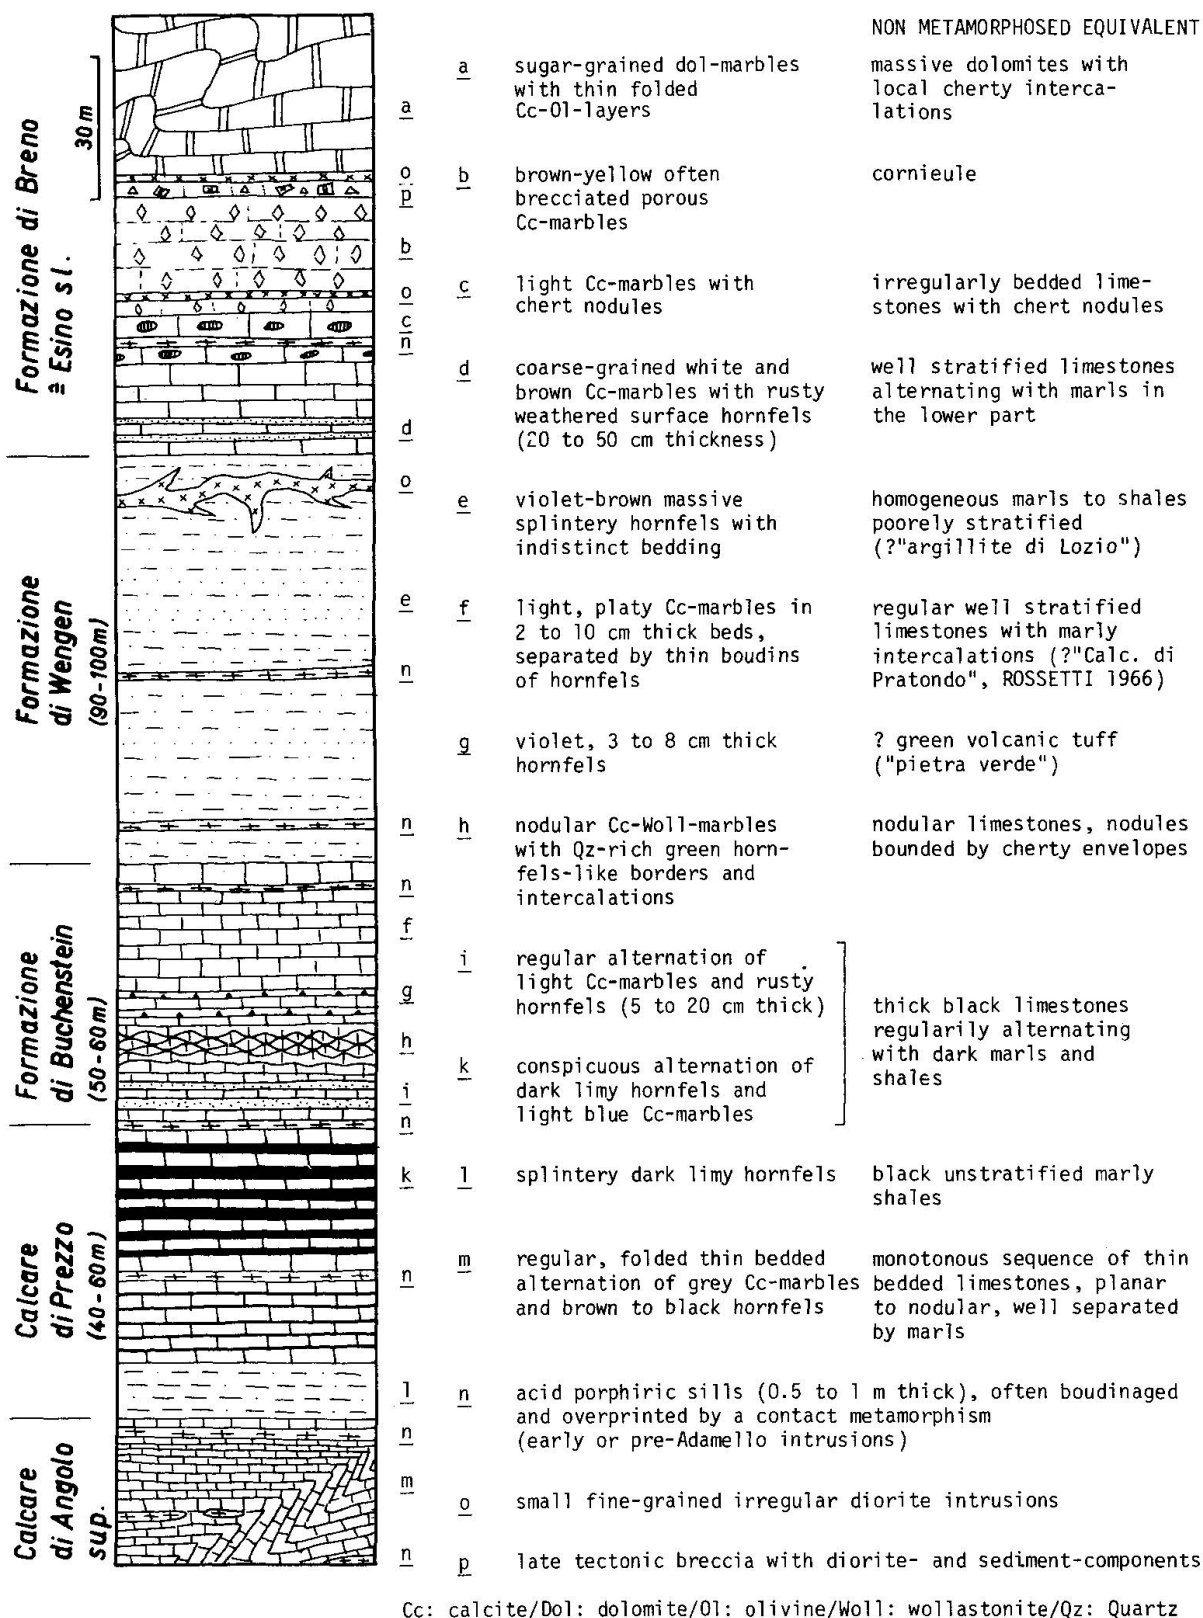 NON METAMORPHOSED EQUIVALENT
a sugar-grained dol-marbles
with thin folded
Cc-Ol-layers
massive dolomites with
local cherty interca-
lations
b brown-yellow often
brecciated porous
Cc-marbles
cornieule
c light Cc-marbles with
chert nodules
irregularly bedded lime-
stones with chert nodules
d coarse-grained white and
brown Cc-marbles with rusty
weathered surface hornfels
(20 to 50 cm thickness)
well stratified limestones
alternating with marls in
the lower part
e violet-brown massive
splintery hornfels with
indistinct bedding
homogeneous marls to shales
poorely stratified
(?"argillite di Lozio")
f light, platy Cc-marbles in
2 to 10 cm thick beds,
separated by thin boudins
of hornfels
regular well stratified
limestones with marly
intercalations (?"Calc. di
Pratondo", ROSSETTI 1966)
g violet, 3 to 8 cm thick
hornfels
? green volcanic tuff
("pietra verde")
h nodular Cc-Woll-marbles
with Qz-rich green horn-
fels-like borders and
intercalations
nodular limestones, nodules
bounded by cherty envelopes
i regular alternation of
light Cc-marbles and rusty
hornfels (5 to 20 cm thick)
k conspicuous alternation of
dark limy hornfels and
light blue Cc-marbles
thick black limestones
regularily alternating
with dark marls and
shales
l splintery dark limy hornfels
black unstratified marly
shales
m regular, folded thin bedded
alternation of grey Cc-marbles
and brown to black hornfels
monotonous sequence of thin
bedded limestones, planar
to nodular, well separated
by marls
n acid porphiric sills (0.5 to 1 m thick), often boudinaged
and overprinted by a contact metamorphism
(early or pre-Adamello intrusions)
o small fine-grained irregular diorite intrusions
p late tectonic breccia with diorite- and sediment-components
Cc: calcite/Dol: dolomite/Ol: olivine/Woll: wollastonite/Qz: Quartz
30m
Formazione di Breno
≙ Esino s.l.
Formazione
di Wengen
(90-100m)
Formazione
di Buchenstein
(50-60m)
Calcare
di Prezzo
(40-60m)
Calcare
di Angolo
sup.
a
a
o
p
b
o
c
n
d
o
e
n
n
n
f
g
h
i
n
k
n
l
n
m
n